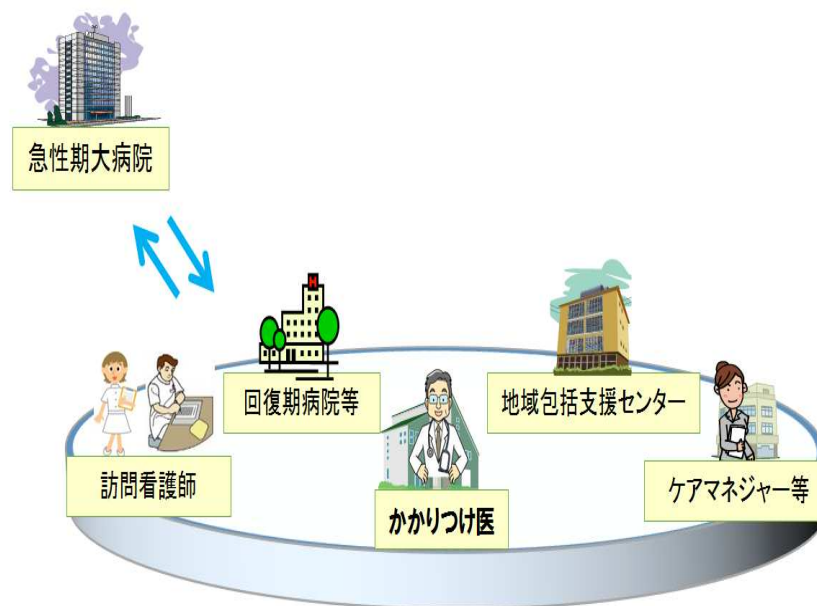 急性期大病院
H
回復期病院等
地域包括支援センター
訪問看護師
かかりつけ医
ケアマネジャー等